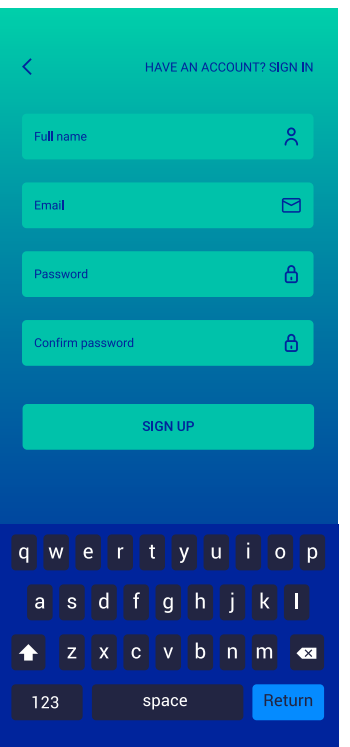 HAVE AN ACCOUNT? SIGN IN
Full name
Email
Password
Confirm password
SIGN UP
q w e r t y u i o p
a s d f g h j k l
z x c v b n m
123 space Return